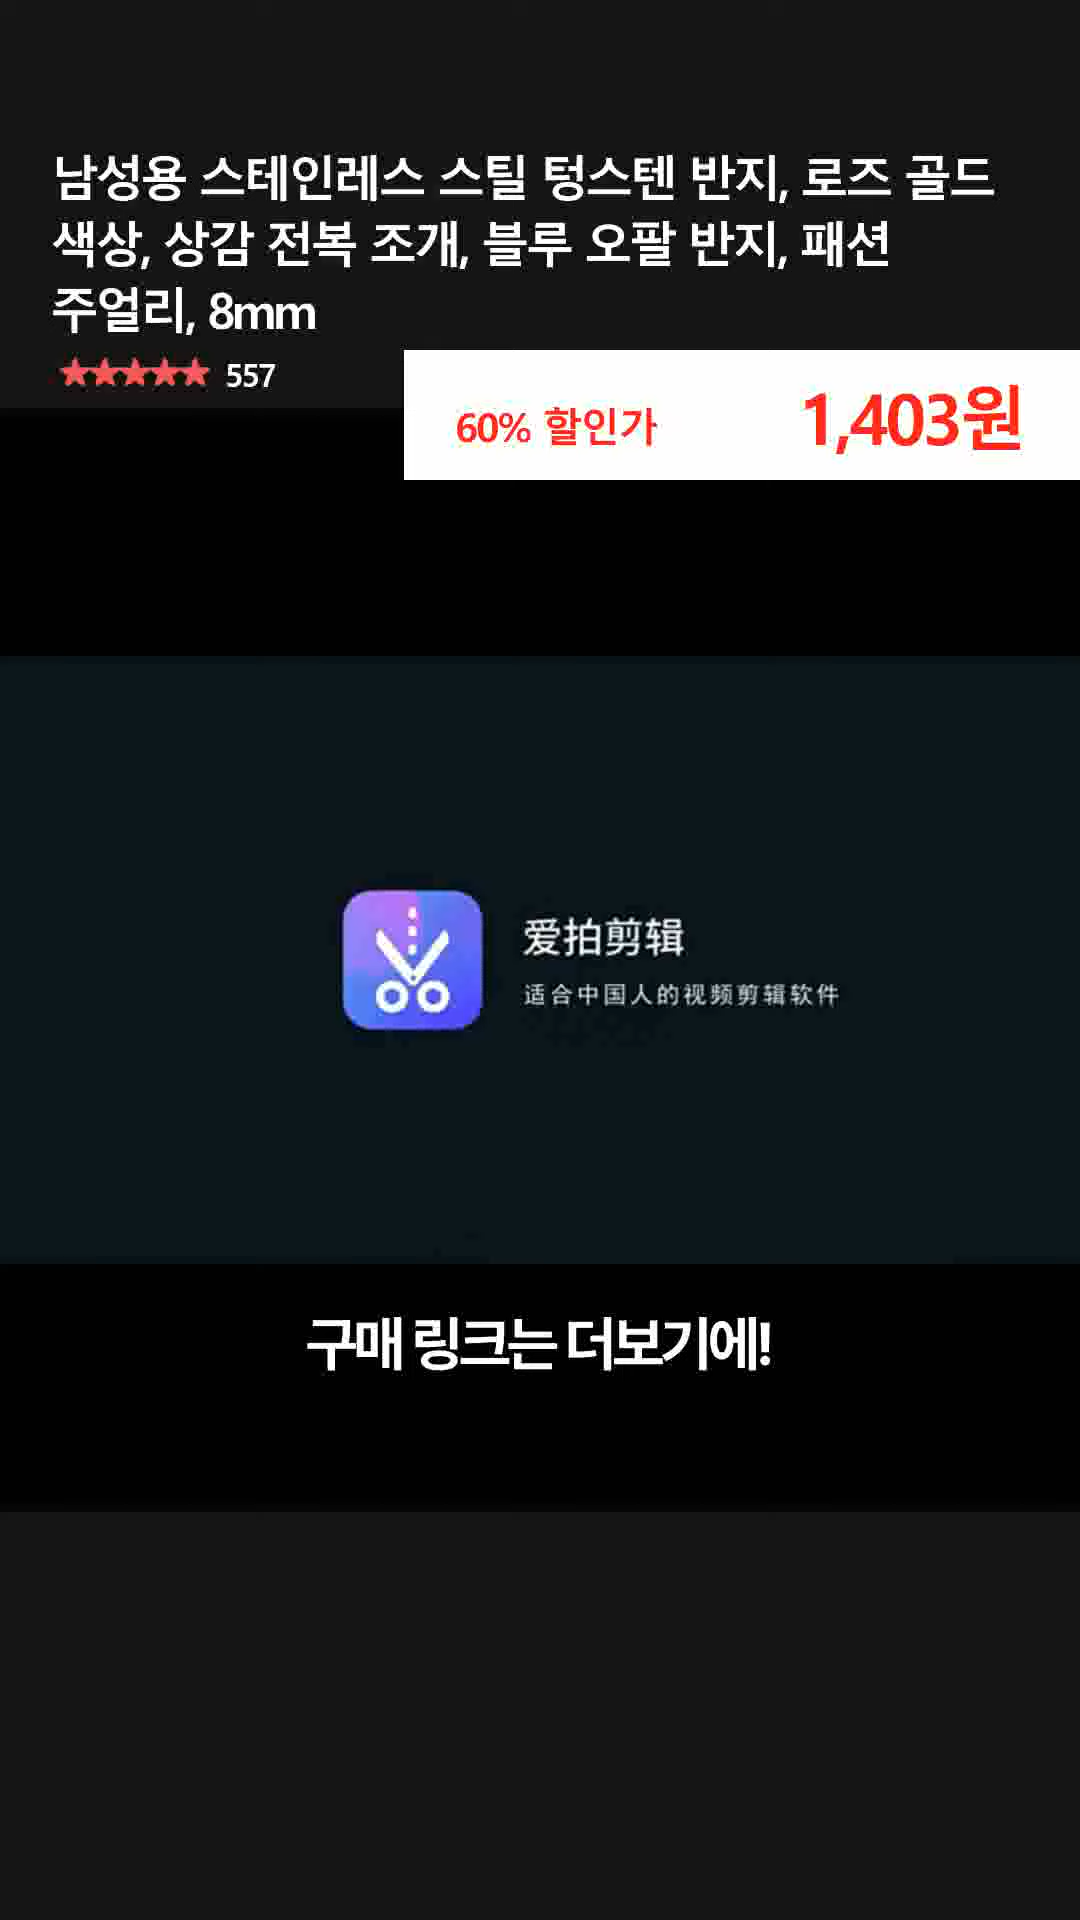 남성용 스테인레스 스틸 텅스텐 반지, 로즈 골드
색상, 상감 전복 조개, 블루 오팔 반지, 패션
주얼리, 8mm
557
60% 할인가 1,403원
爱拍剪辑
适合中国人的视频剪辑软件
구매 링크는 더보기에!